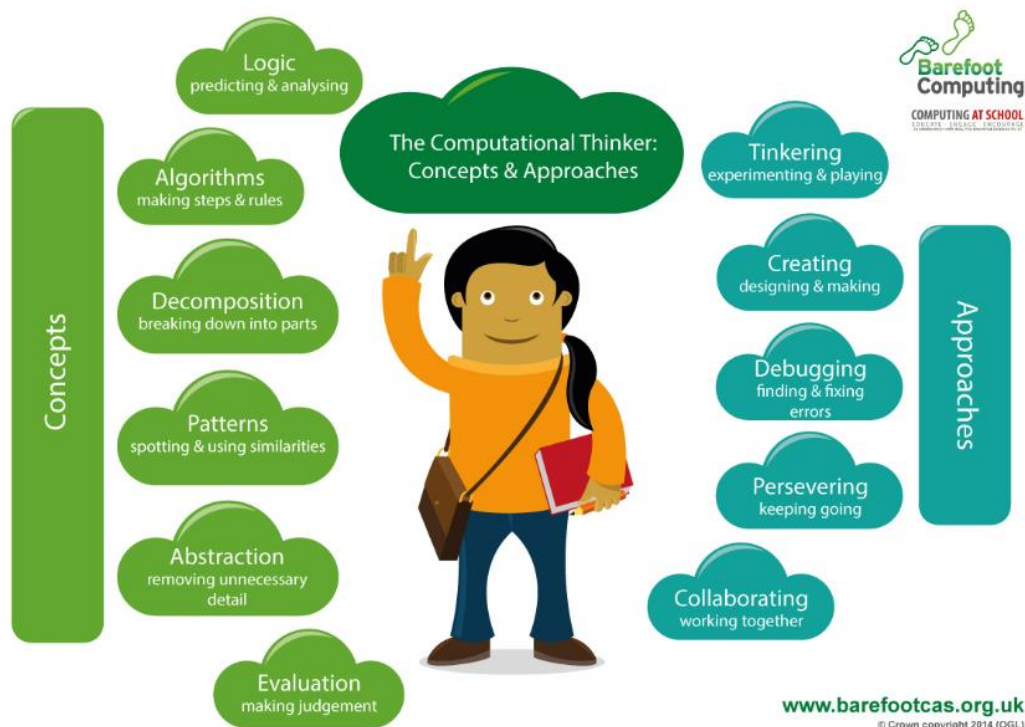 The Computational Thinker:
Concepts & Approaches
Concepts
Logic
predicting & analysing
Algorithms
making steps & rules
Decomposition
breaking down into parts
Patterns
spotting & using similarities
Abstraction
removing unnecessary
detail
Evaluation
making judgement
Approaches
Tinkering
experimenting & playing
Creating
designing & making
Debugging
finding & fixing
errors
Persevering
keeping going
Collaborating
working together
Barefoot
Computing
COMPUTING AT SCHOOL
EDUCATE · ENGAGE · ENCOURAGE
www.barefootcas.org.uk
© Crown copyright 2014 (OGL)